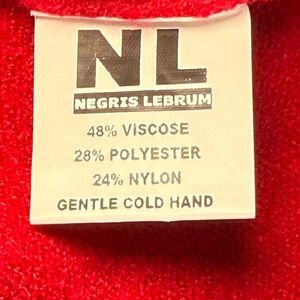 NL
NEGRIS LEBRUM
48% VISCOSE
28% POLYESTER
24% NYLON
GENTLE COLD HAND